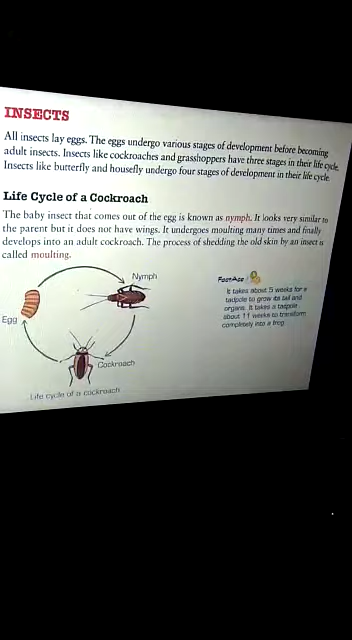 INSECTS
All insects lay eggs. The eggs undergo various stages of development before becoming
adult insects. Insects like cockroaches and grasshoppers have three stages in their life cycle.
Insects like butterfly and housefly undergo four stages of development in their life cycle.
Life Cycle of a Cockroach
The baby insect that comes out of the egg is known as nymph. It looks very similar to
the parent but it does not have wings. It undergoes moulting many times and finally
develops into an adult cockroach. The process of shedding the old skin by an insect is
called moulting.
Nymph
Egg
Cockroach
Life cycle of a cockroach
It takes about 5 weeks for a
tadpole to grow its tail and
organs. It takes a tadpole
about 11 weeks to transform
completely into a frog.